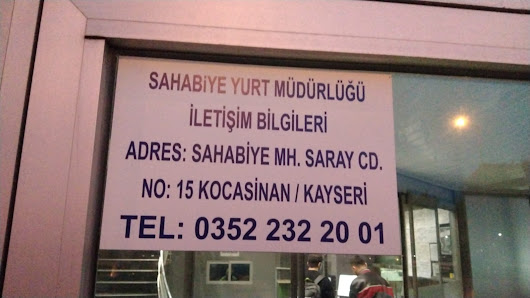 SAHABİYE YURT MÜDÜRLÜĞÜ
İLETİŞİM BİLGİLERİ
ADRES: SAHABİYE MH. SARAY CD.
NO: 15 KOCASİNAN / KAYSERİ
TEL: 0352 232 20 01